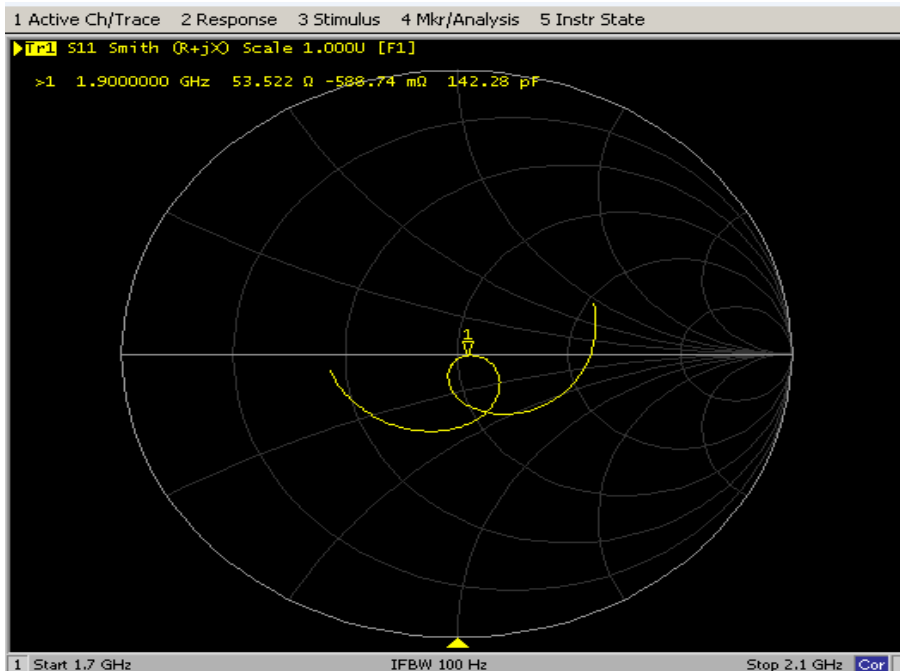 1 Active Ch/Trace 2 Response 3 Stimulus 4 Mkr/Analysis 5 Instr State
Tr1 S11 Smith (R+jX) Scale 1.000U [F1]
>1 1.9000000 GHz 53.522 Ω -588.74 mΩ 142.28 pF
1
1 Start 1.7 GHz IFBW 100 Hz Stop 2.1 GHz Cor